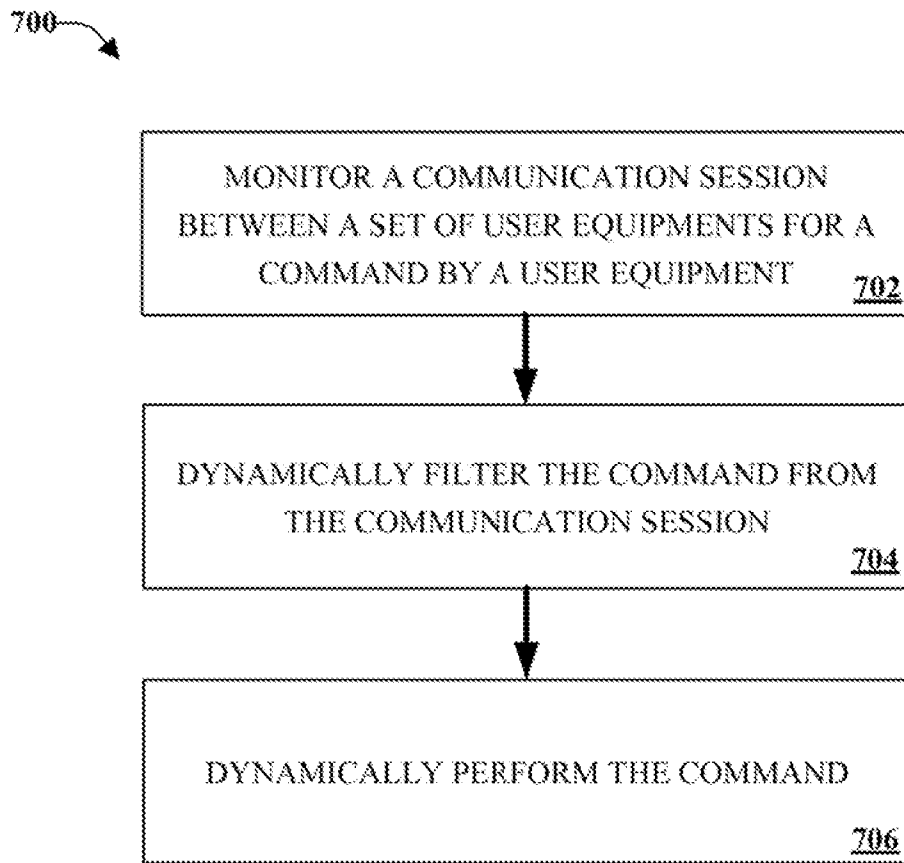 700
MONITOR A COMMUNICATION SESSION
BETWEEN A SET OF USER EQUIPMENTS FOR A
COMMAND BY A USER EQUIPMENT
702
DYNAMICALLY FILTER THE COMMAND FROM
THE COMMUNICATION SESSION
704
DYNAMICALLY PERFORM THE COMMAND
706